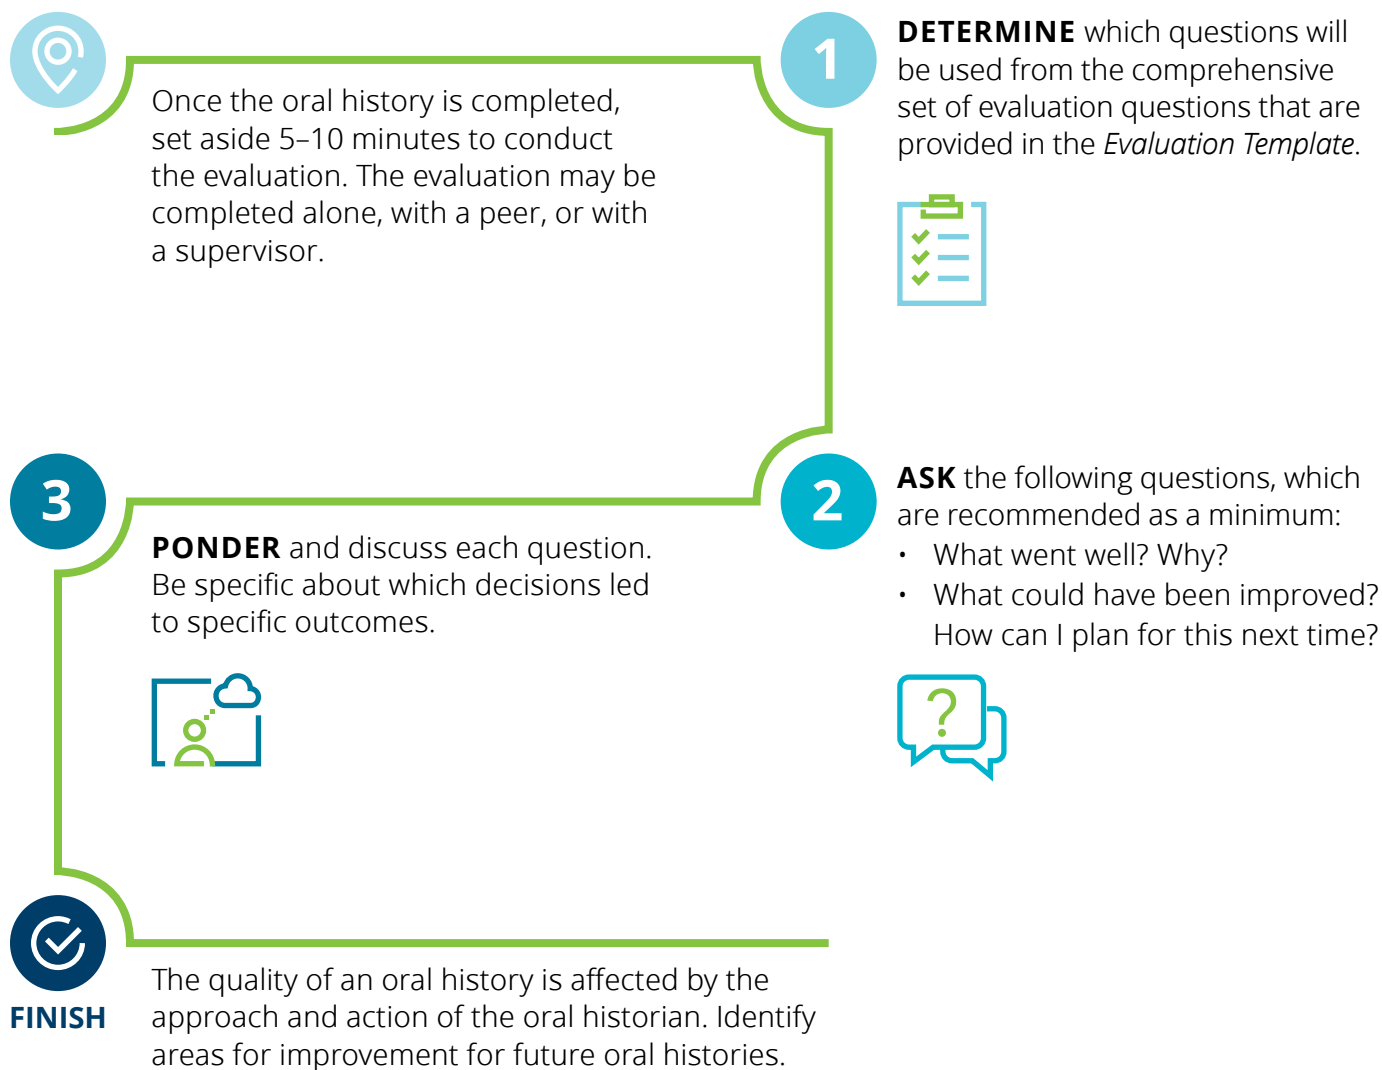 Once the oral history is completed,
set aside 5–10 minutes to conduct
the evaluation. The evaluation may be
completed alone, with a peer, or with
a supervisor.
1
DETERMINE which questions will
be used from the comprehensive
set of evaluation questions that are
provided in the Evaluation Template.
2
ASK the following questions, which
are recommended as a minimum:
• What went well? Why?
• What could have been improved?
How can I plan for this next time?
?
3
PONDER and discuss each question.
Be specific about which decisions led
to specific outcomes.
FINISH
The quality of an oral history is affected by the
approach and action of the oral historian. Identify
areas for improvement for future oral histories.